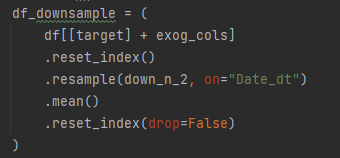 df_downsample = (
    df[[target] + exog_cols]
    .reset_index()
    .resample(down_n_2, on="Date_dt")
    .mean()
    .reset_index(drop=False)
)